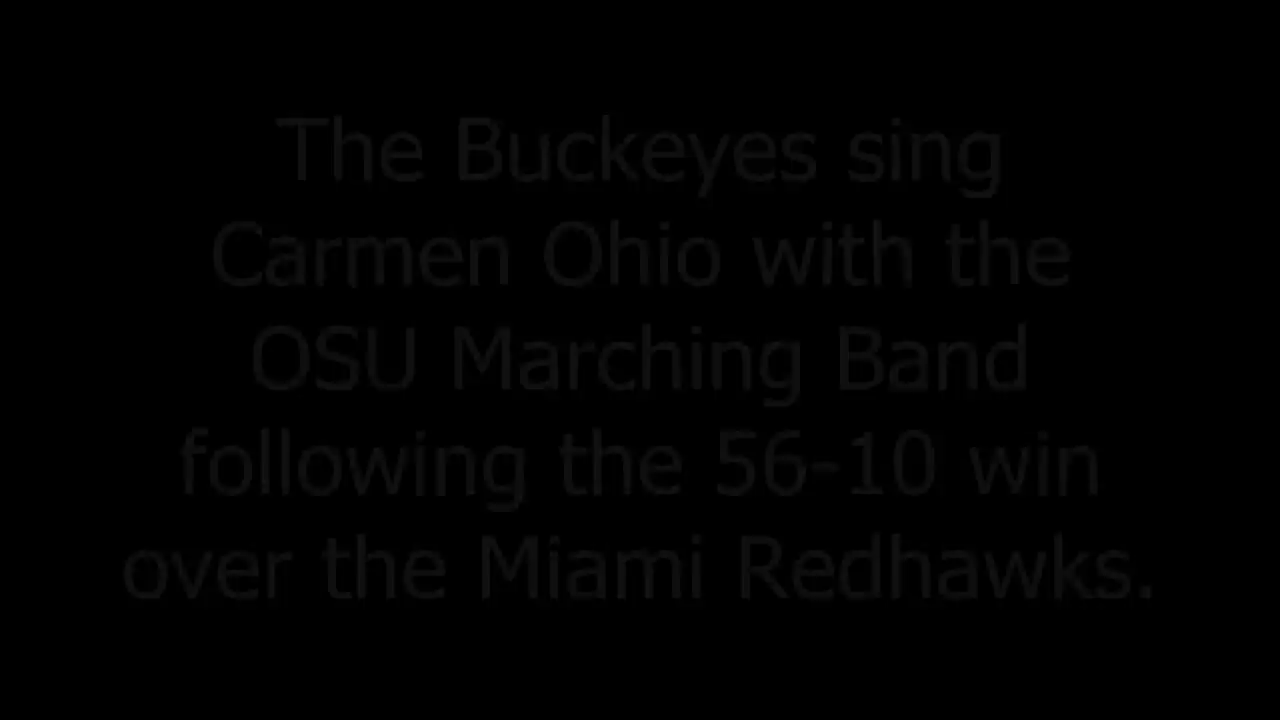 The Buckeyes sing
Carmen Ohio with the
OSU Marching Band
following the 56-10 win
over the Miami Redhawks.